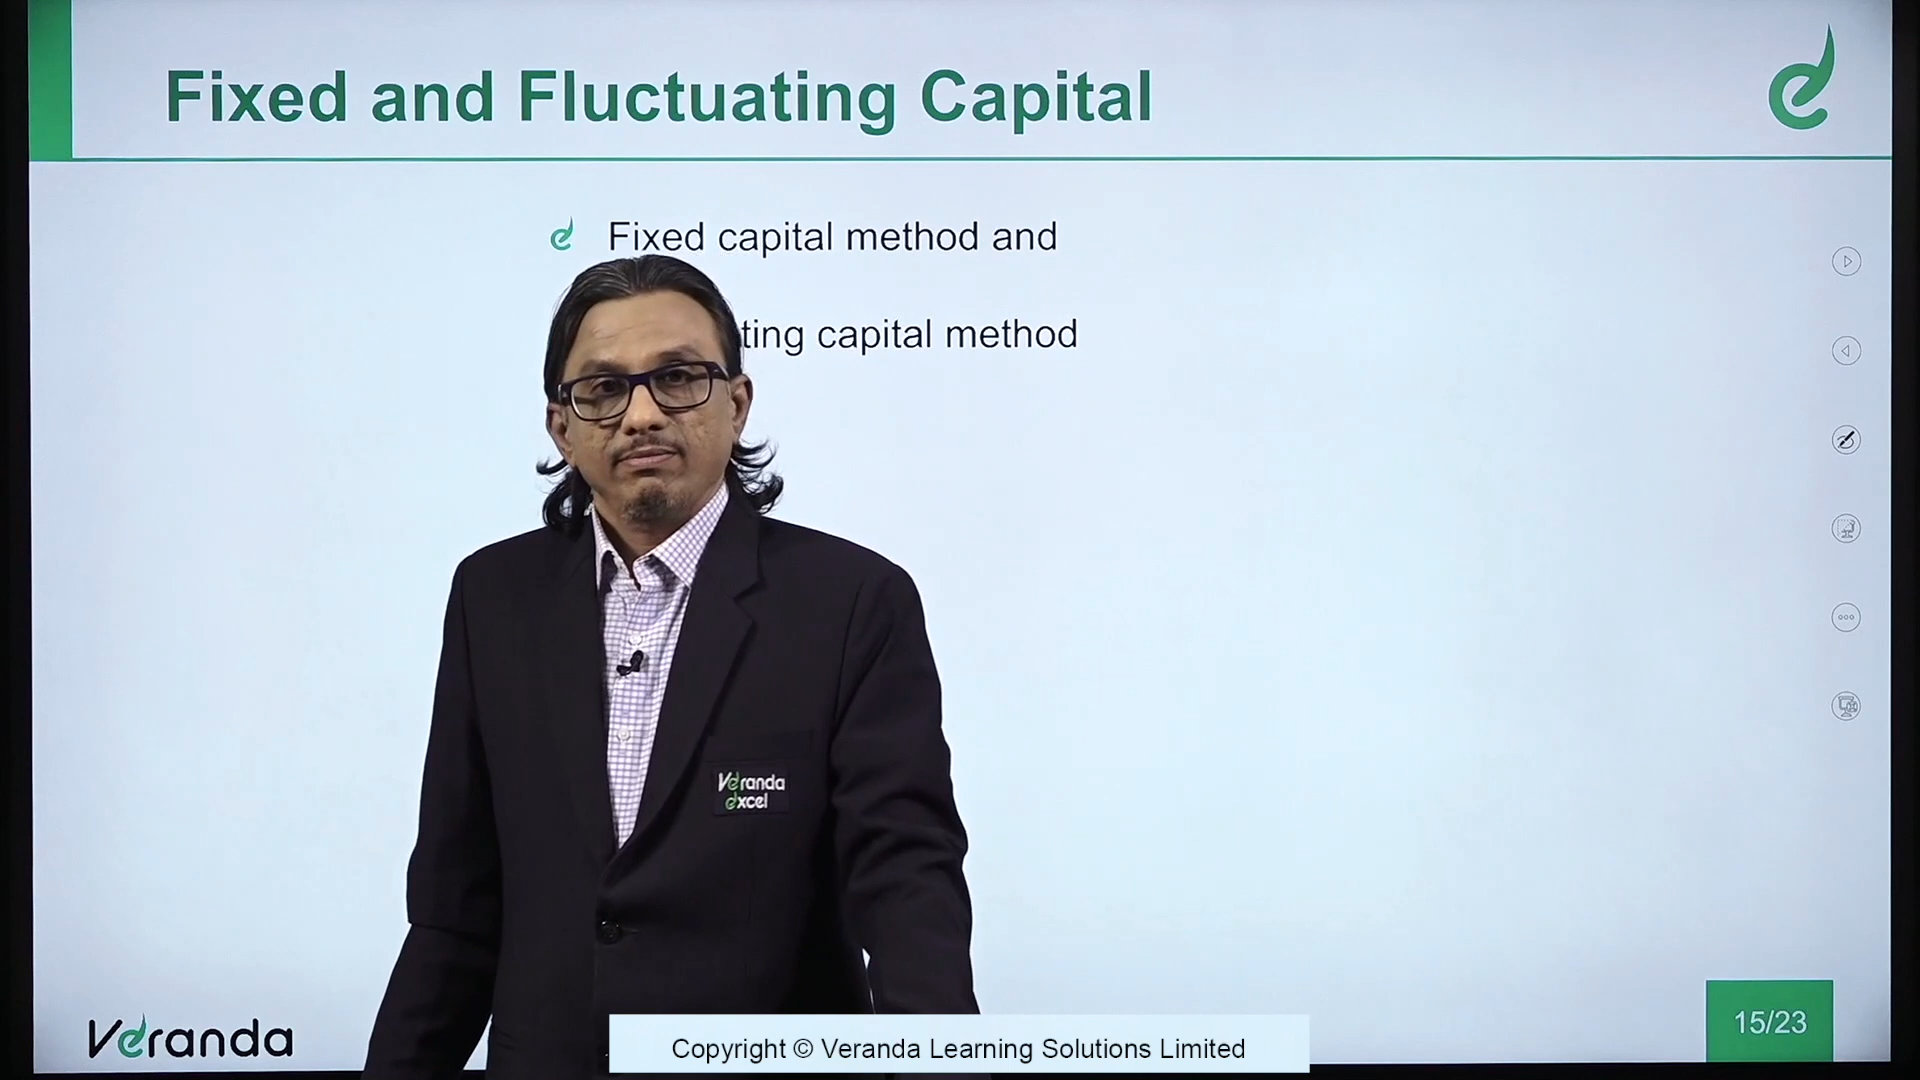 Fixed and Fluctuating Capital
Fixed capital method and
ting capital method
Veranda
excel
Veranda
15/23
Copyright © Veranda Learning Solutions Limited